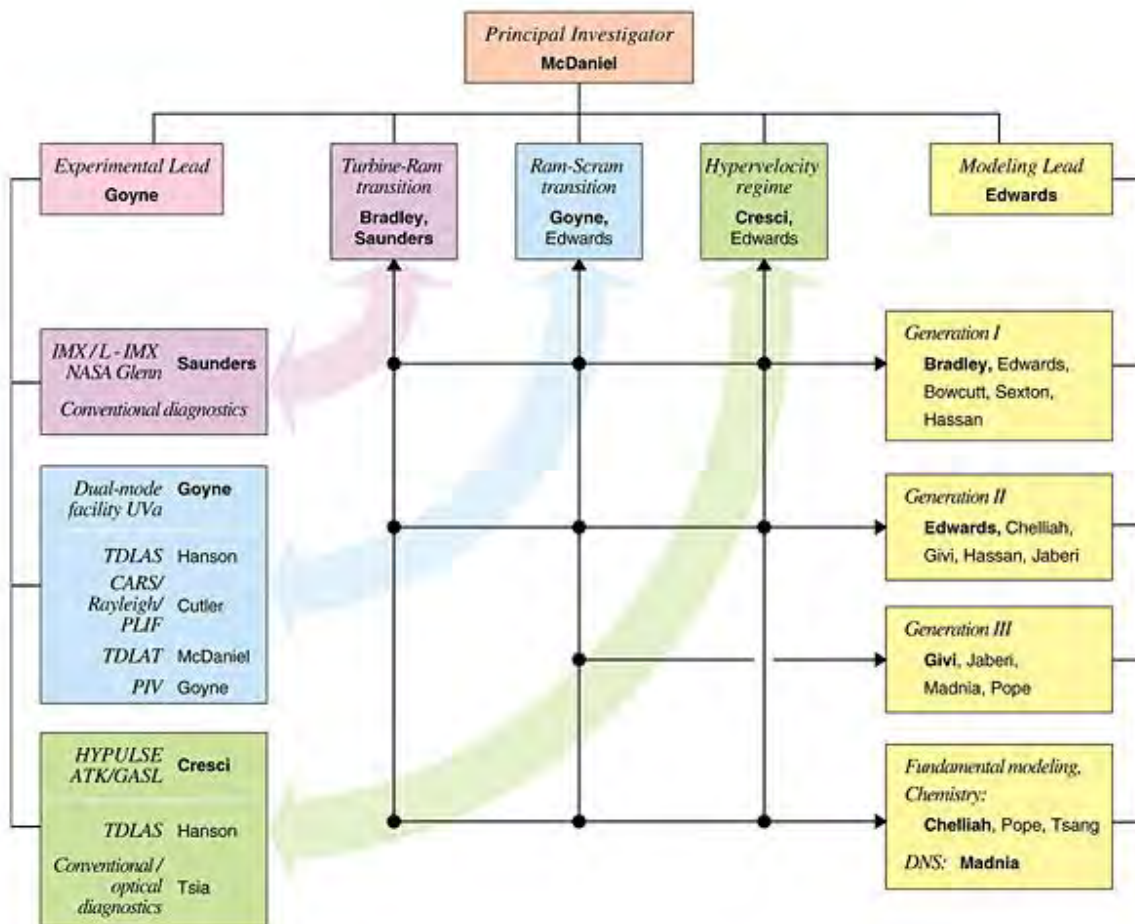 Principal Investigator
McDaniel
Experimental Lead
Goyne
Turbine-Ram
transition
Bradley,
Saunders
Ram-Scram
transition
Goyne,
Edwards
Hypervelocity
regime
Cresci,
Edwards
Modeling Lead
Edwards
IMX / L - IMX
NASA Glenn
Saunders
Conventional diagnostics
Dual-mode
facility UVa
Goyne
TDLAS Hanson
CARS/
Rayleigh/
PLIF
Cutler
TDLAT McDaniel
PIV Goyne
HYPULSE
ATK/GASL
Cresci
TDLAS Hanson
Conventional /
optical
diagnostics
Tsia
Generation I
Bradley, Edwards,
Bowcutt, Sexton,
Hassan
Generation II
Edwards, Chelliah,
Givi, Hassan, Jaberi
Generation III
Givi, Jaberi,
Madnia, Pope
Fundamental modeling,
Chemistry:
Chelliah, Pope, Tsang
DNS: Madnia